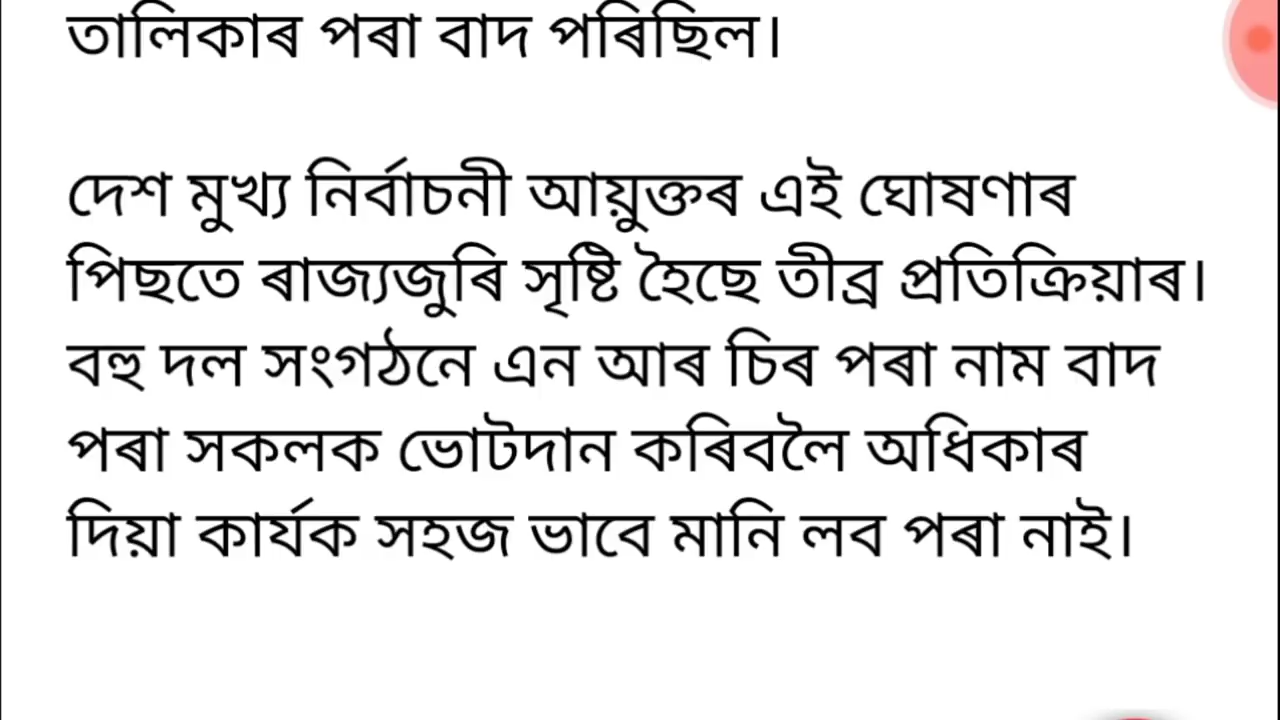 তালিকাৰ পৰা বাদ পৰিছিল।
দেশ মুখ্য নিৰ্বাচনী আয়ুক্তৰ এই ঘোষণাৰ
পিছতে ৰাজ্যজুৰি সৃষ্টি হৈছে তীব্ৰ প্ৰতিক্ৰিয়াৰ।
বহু দল সংগঠনে এন আৰ চিৰ পৰা নাম বাদ
পৰা সকলক ভোটদান কৰিবলৈ অধিকাৰ
দিয়া কাৰ্যক সহজ ভাবে মানি লব পৰা নাই।